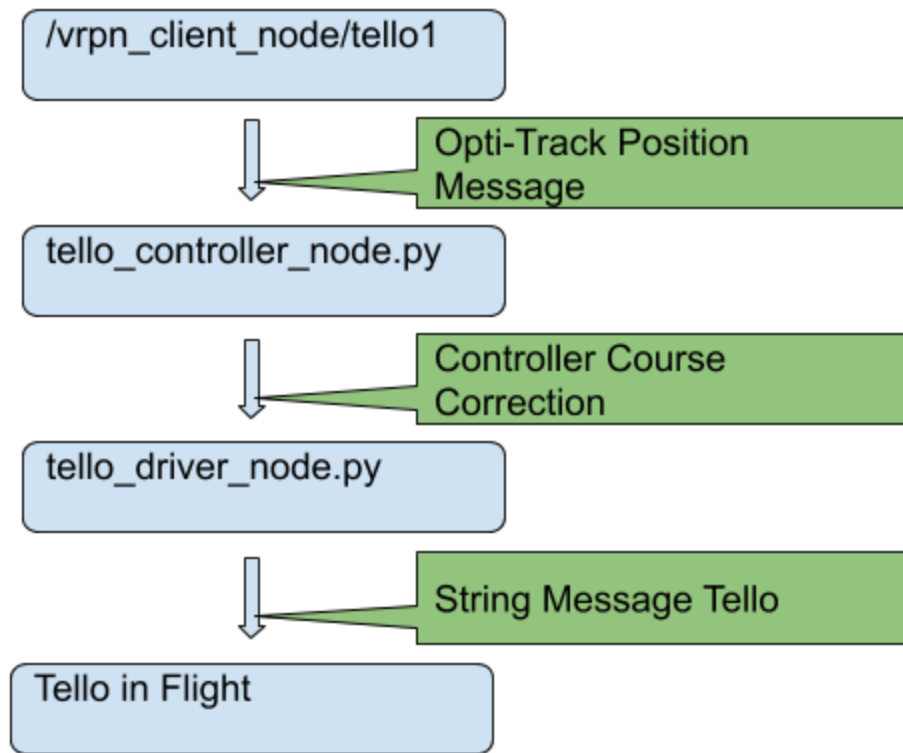 /vrpn_client_node/tello1
Opti-Track Position
Message
tello_controller_node.py
Controller Course
Correction
tello_driver_node.py
String Message Tello
Tello in Flight